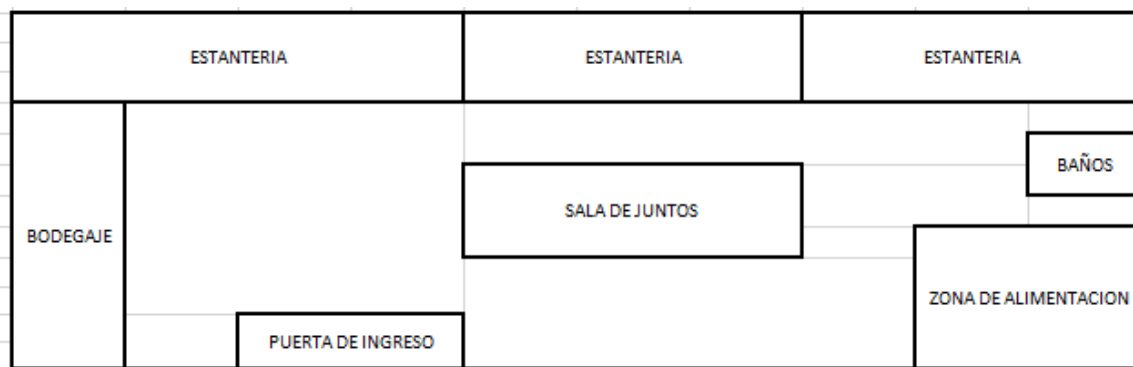 ESTANTERIA
ESTANTERIA
ESTANTERIA
BAÑOS
SALA DE JUNTOS
BODEGAJE
ZONA DE ALIMENTACION
PUERTA DE INGRESO